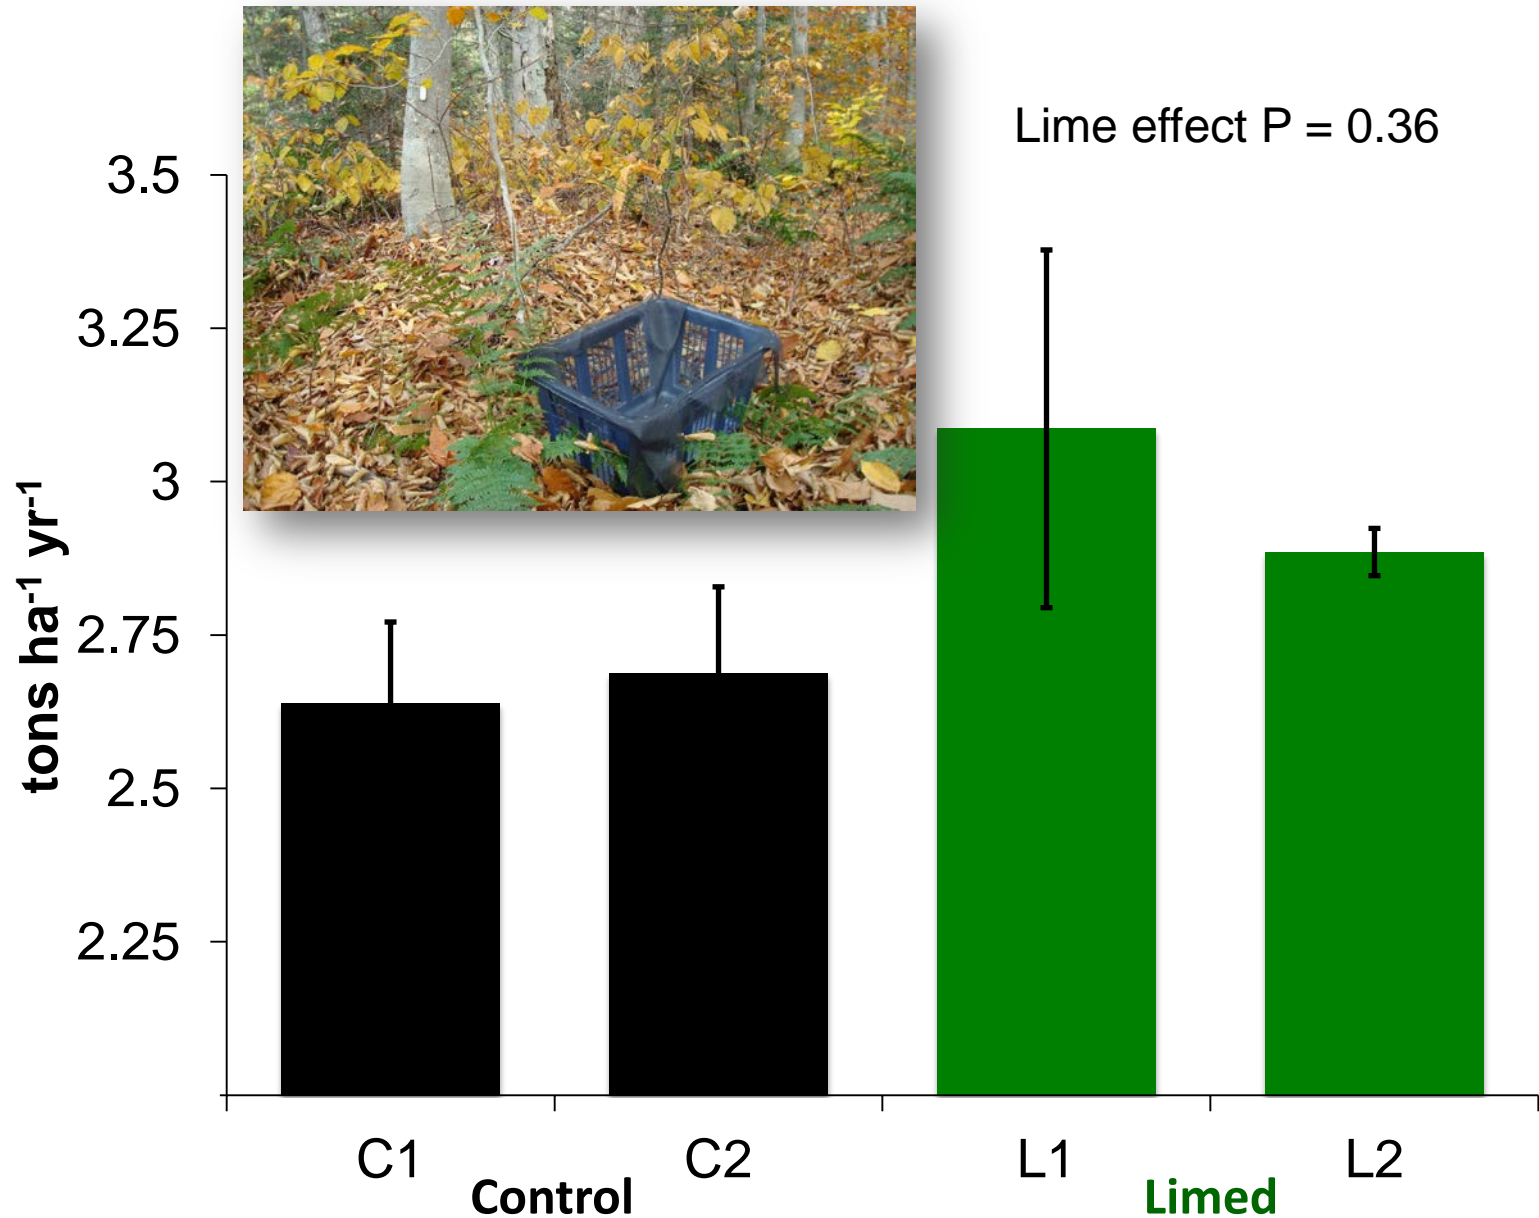 Lime effect P = 0.36
tons ha⁻¹ yr⁻¹
3.5
3.25
3
2.75
2.5
2.25
C1 C2 L1 L2
Control Limed